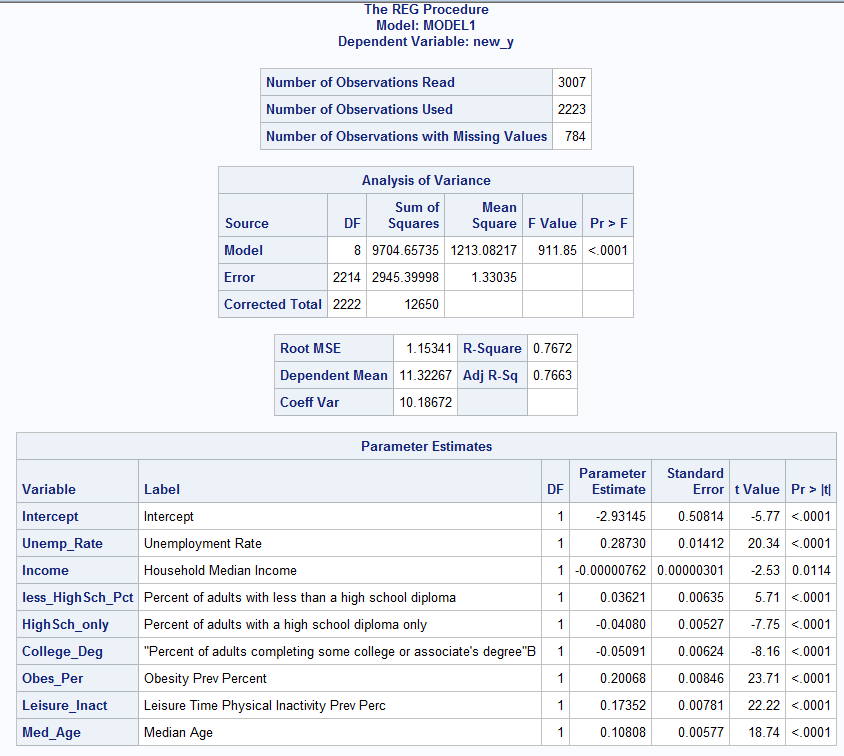 The REG Procedure
Model: MODEL1
Dependent Variable: new_y
Number of Observations Read 3007
Number of Observations Used 2223
Number of Observations with Missing Values 784
Analysis of Variance
Source DF Sum of Squares Mean Square F Value Pr > F
Model 8 9704.65735 1213.08217 911.85 <.0001
Error 2214 2945.39998 1.33035
Corrected Total 2222 12650
Root MSE 1.15341 R-Square 0.7672
Dependent Mean 11.32267 Adj R-Sq 0.7663
Coeff Var 10.18672
Parameter Estimates
Variable Label DF Parameter Estimate Standard Error t Value Pr > |t|
Intercept Intercept 1 -2.93145 0.50814 -5.77 <.0001
Unemp_Rate Unemployment Rate 1 0.28730 0.01412 20.34 <.0001
Income Household Median Income 1 -0.00000762 0.00000301 -2.53 0.0114
less_HighSch_Pct Percent of adults with less than a high school diploma 1 0.03621 0.00635 5.71 <.0001
HighSch_only Percent of adults with a high school diploma only 1 -0.04080 0.00527 -7.75 <.0001
College_Deg "Percent of adults completing some college or associate's degree"B 1 -0.05091 0.00624 -8.16 <.0001
Obes_Per Obesity Prev Percent 1 0.20068 0.00846 23.71 <.0001
Leisure_Inact Leisure Time Physical Inactivity Prev Perc 1 0.17352 0.00781 22.22 <.0001
Med_Age Median Age 1 0.10808 0.00577 18.74 <.0001